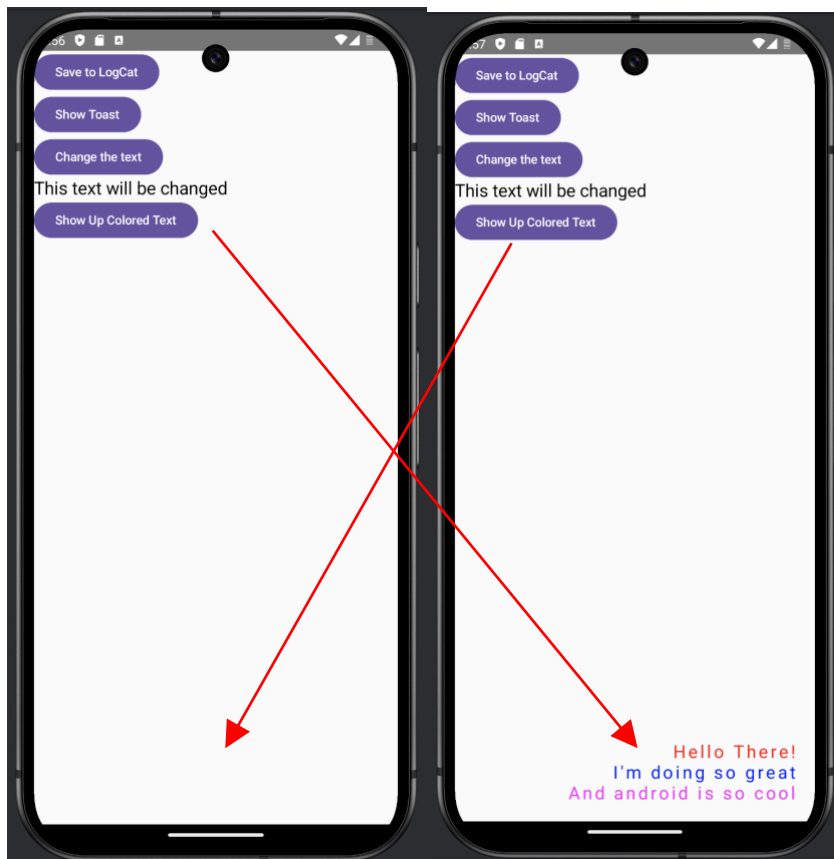 Save to LogCat
Show Toast
Change the text
This text will be changed
Show Up Colored Text
Save to LogCat
Show Toast
Change the text
This text will be changed
Show Up Colored Text
Hello There!
I'm doing so great
And android is so cool